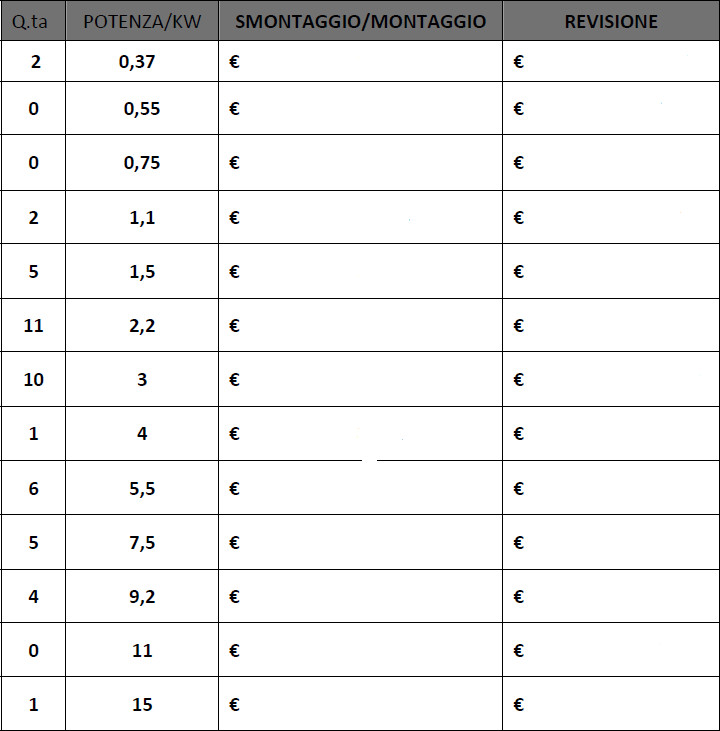 Q.ta POTENZA/KW SMONTAGGIO/MONTAGGIO REVISIONE
2 0,37 € €
0 0,55 € €
0 0,75 € €
2 1,1 € €
5 1,5 € €
11 2,2 € €
10 3 € €
1 4 € €
6 5,5 € €
5 7,5 € €
4 9,2 € €
0 11 € €
1 15 € €